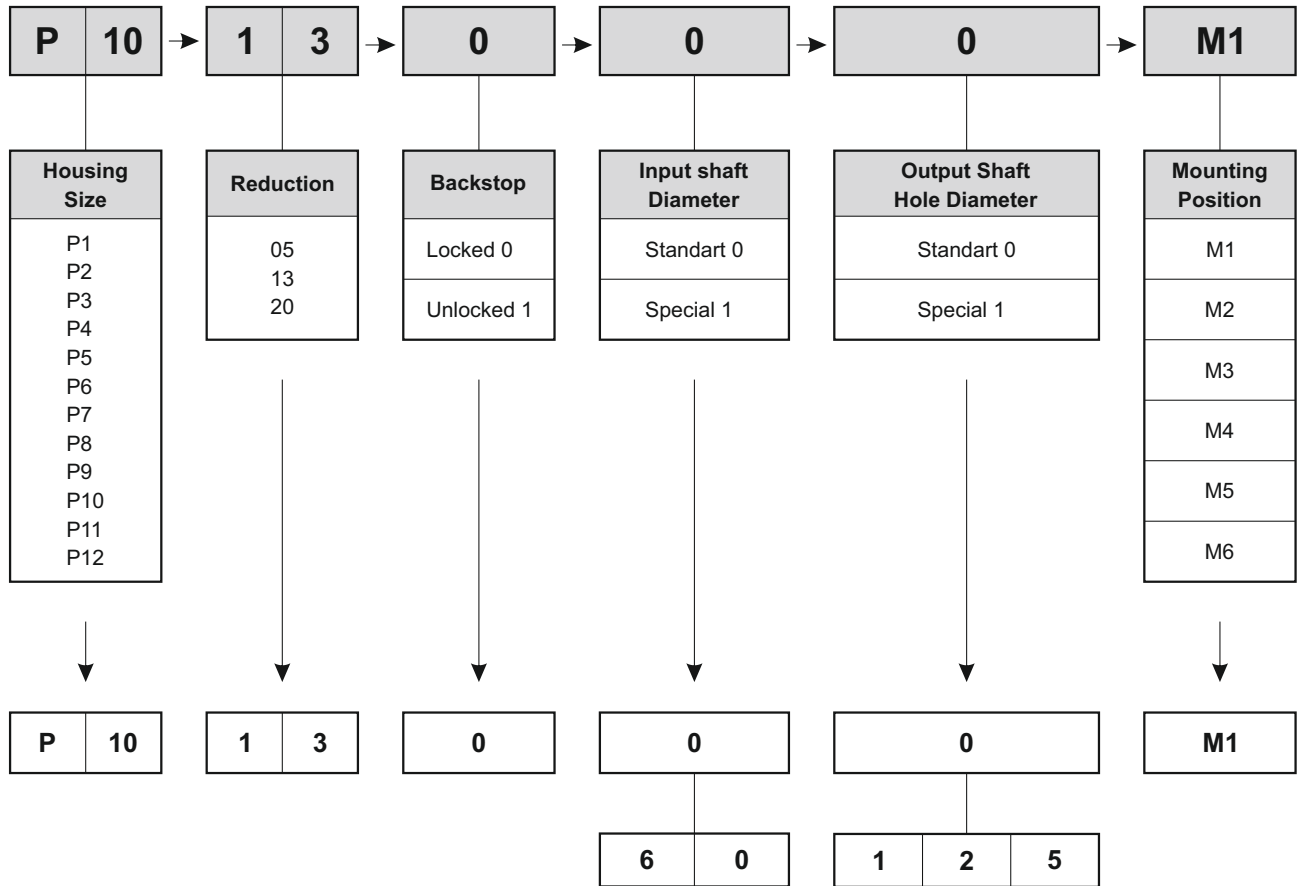 P 10 1 3 0 0 0 M1
Housing
Size
P1
P2
P3
P4
P5
P6
P7
P8
P9
P10
P11
P12
Reduction
05
13
20
Backstop
Locked 0
Unlocked 1
Input shaft
Diameter
Standart 0
Special 1
Output Shaft
Hole Diameter
Standart 0
Special 1
Mounting
Position
M1
M2
M3
M4
M5
M6
P 10 1 3 0 0 0 M1
6 0 1 2 5